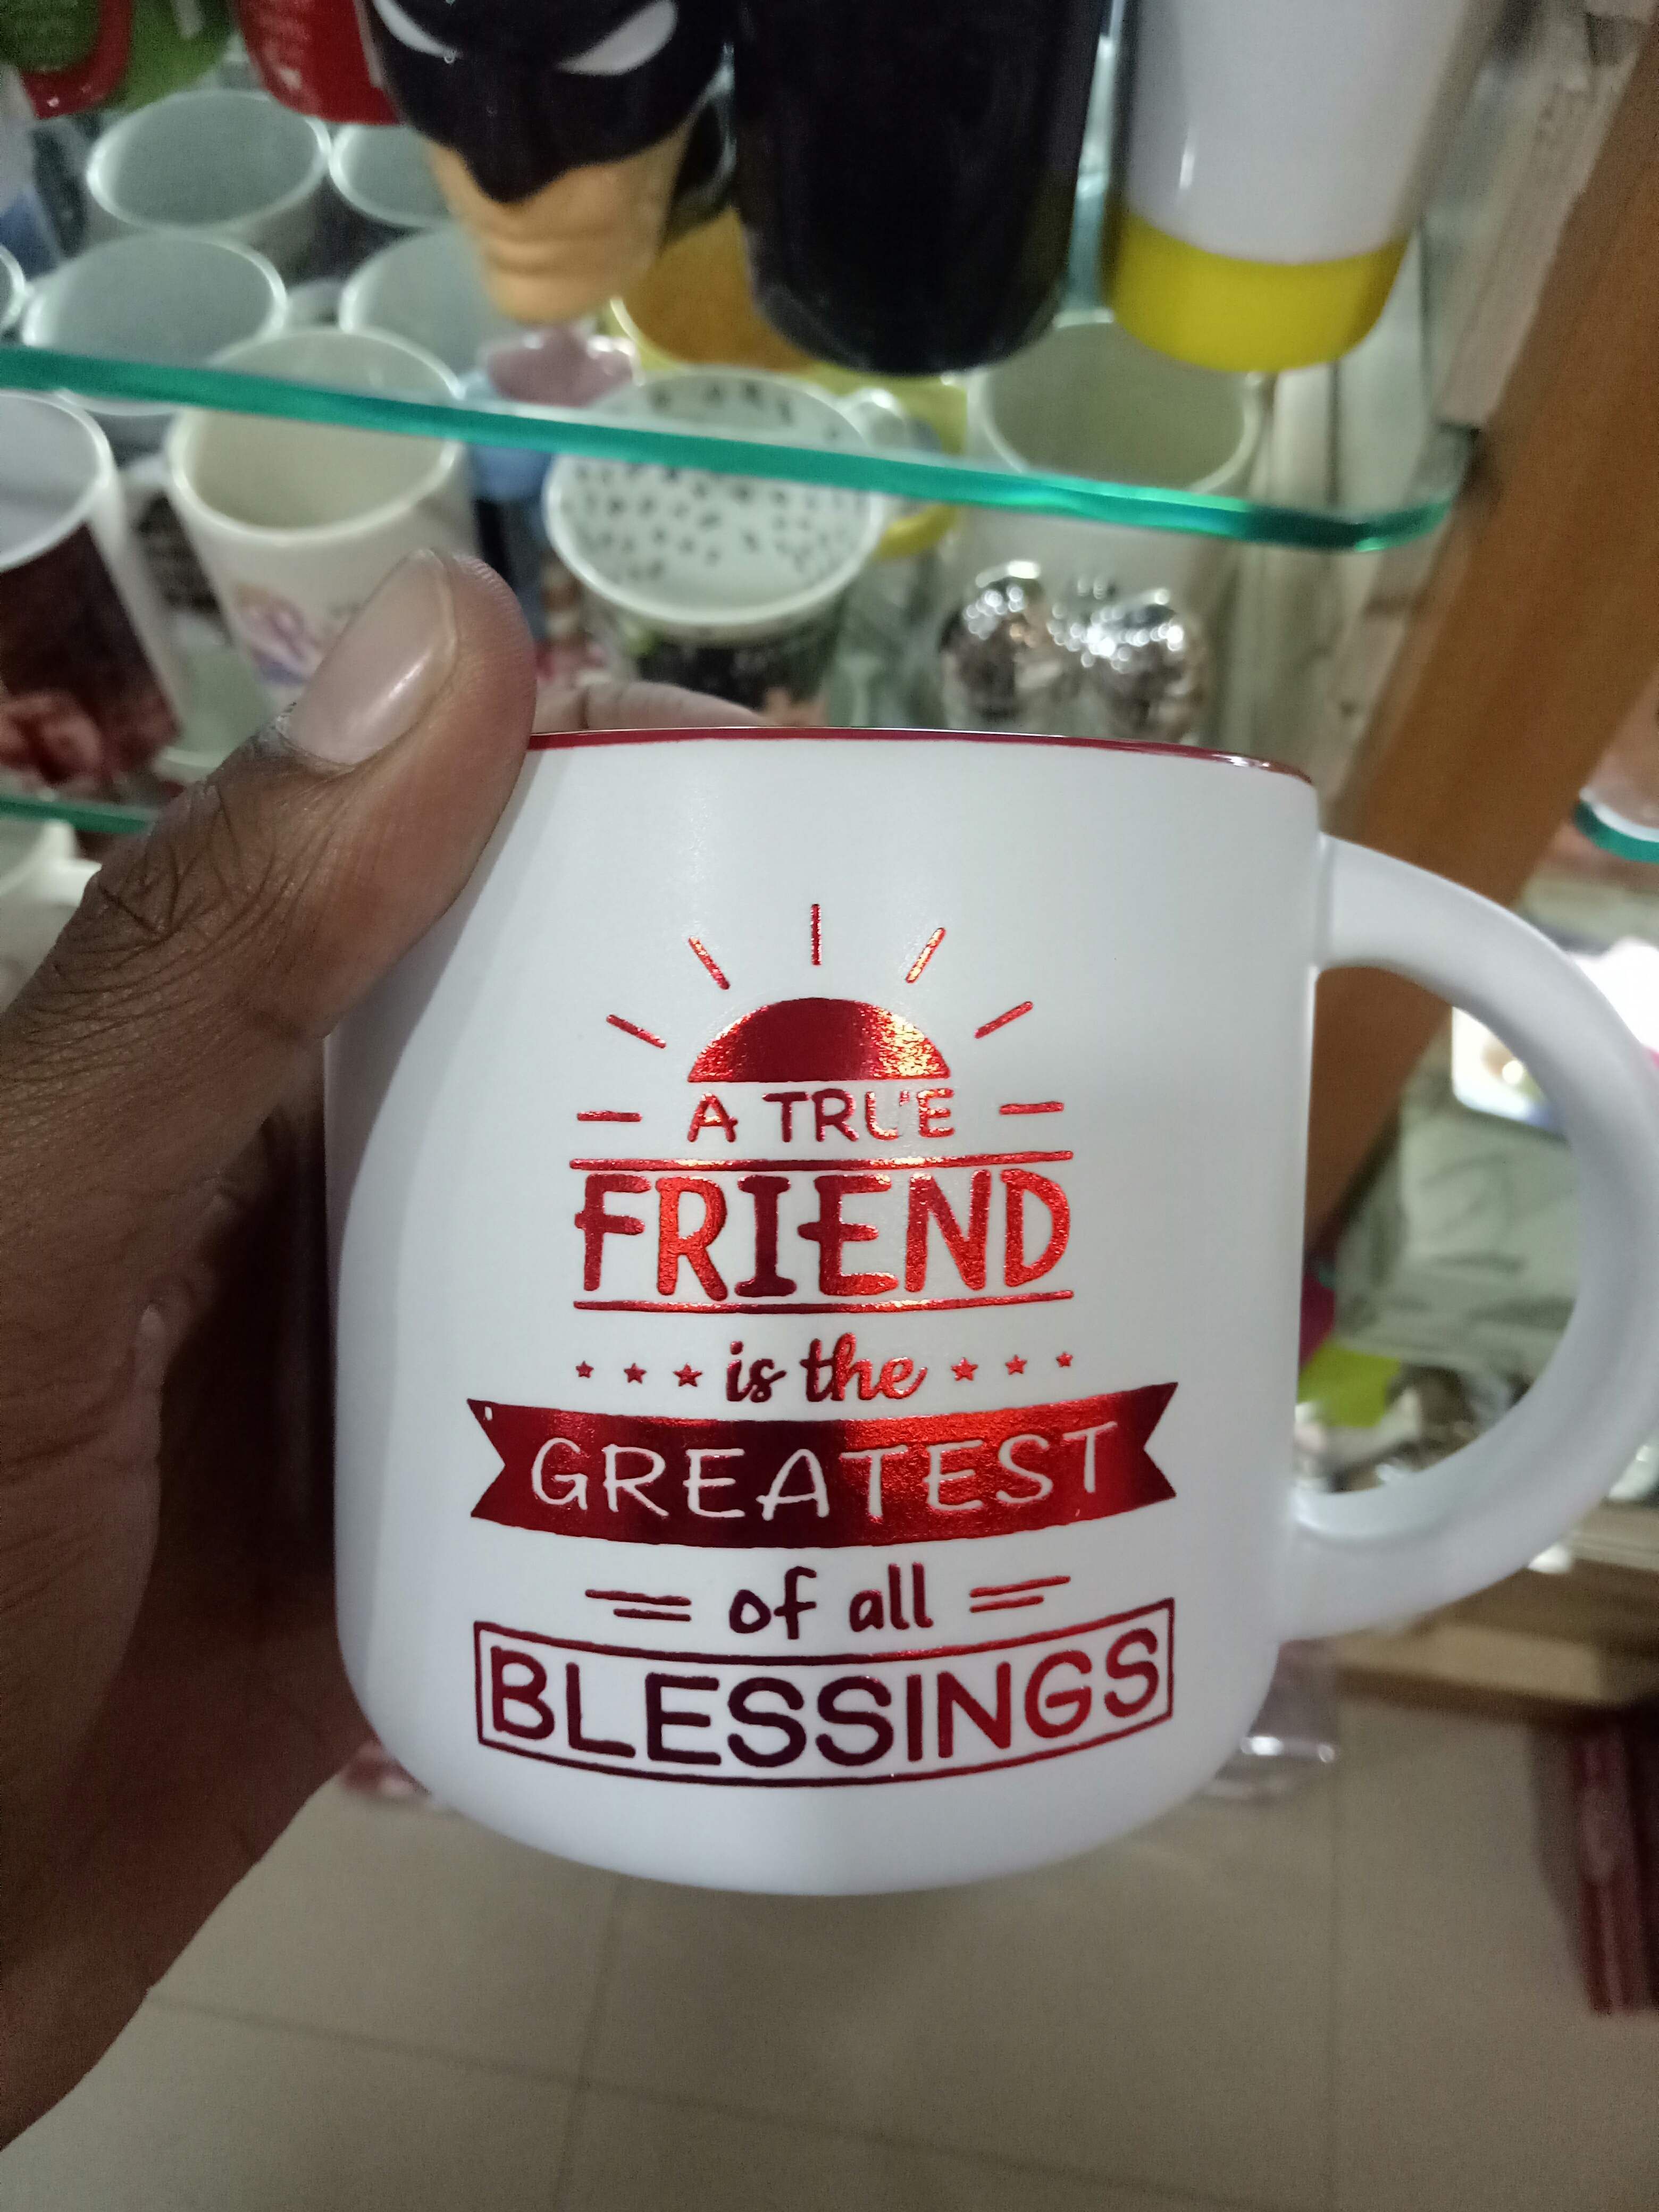 A TRUE
FRIEND
is the
GREATEST
of all
BLESSINGS